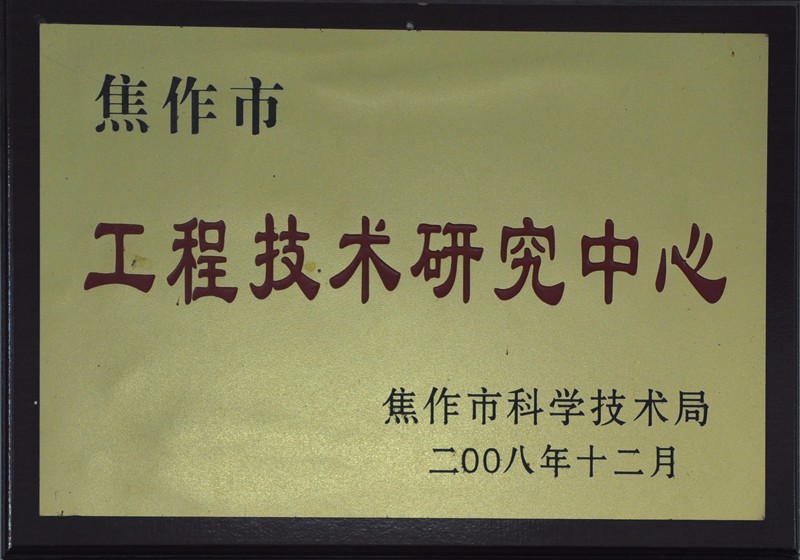 焦作市
工程技术研究中心
焦作市科学技术局
二00八年十二月